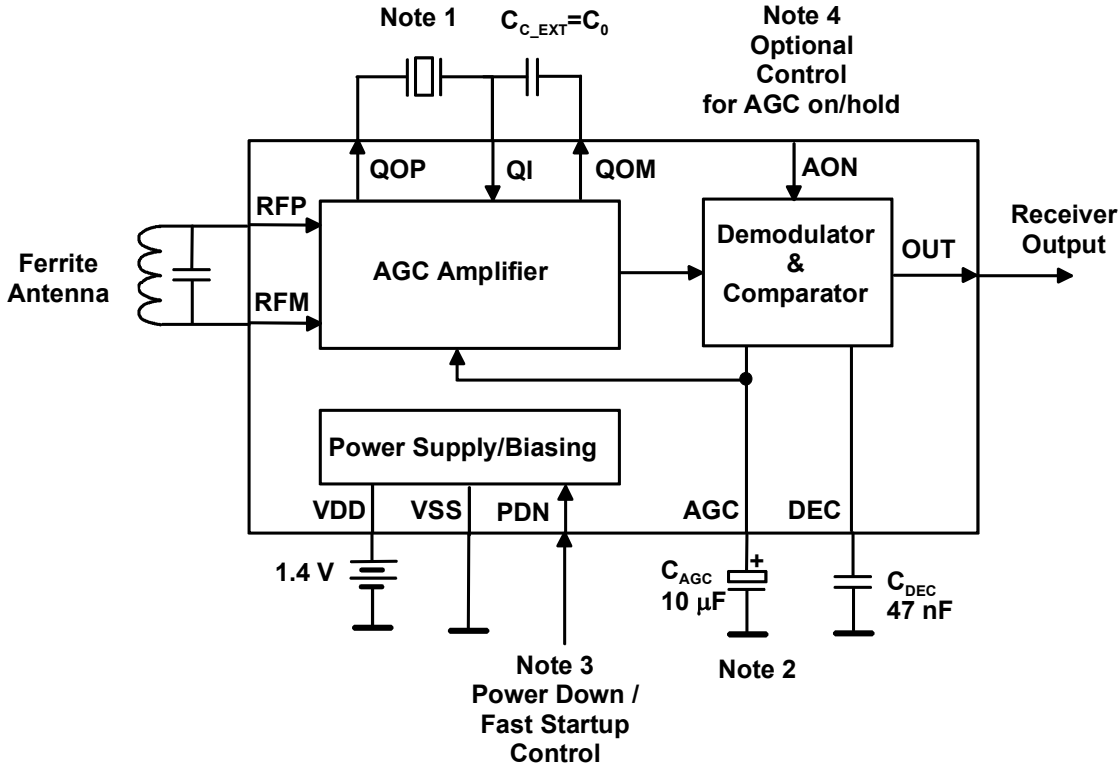 Note 1
C_C_EXT=C_0
Note 4
Optional
Control
for AGC on/hold
QOP
QI
QOM
AON
RFP
RFM
Ferrite
Antenna
AGC Amplifier
Demodulator
&
Comparator
OUT
Receiver
Output
Power Supply/Biasing
VDD
VSS
PDN
AGC
DEC
1.4 V
C_AGC
10 μF
+
C_DEC
47 nF
Note 3
Power Down /
Fast Startup
Control
Note 2